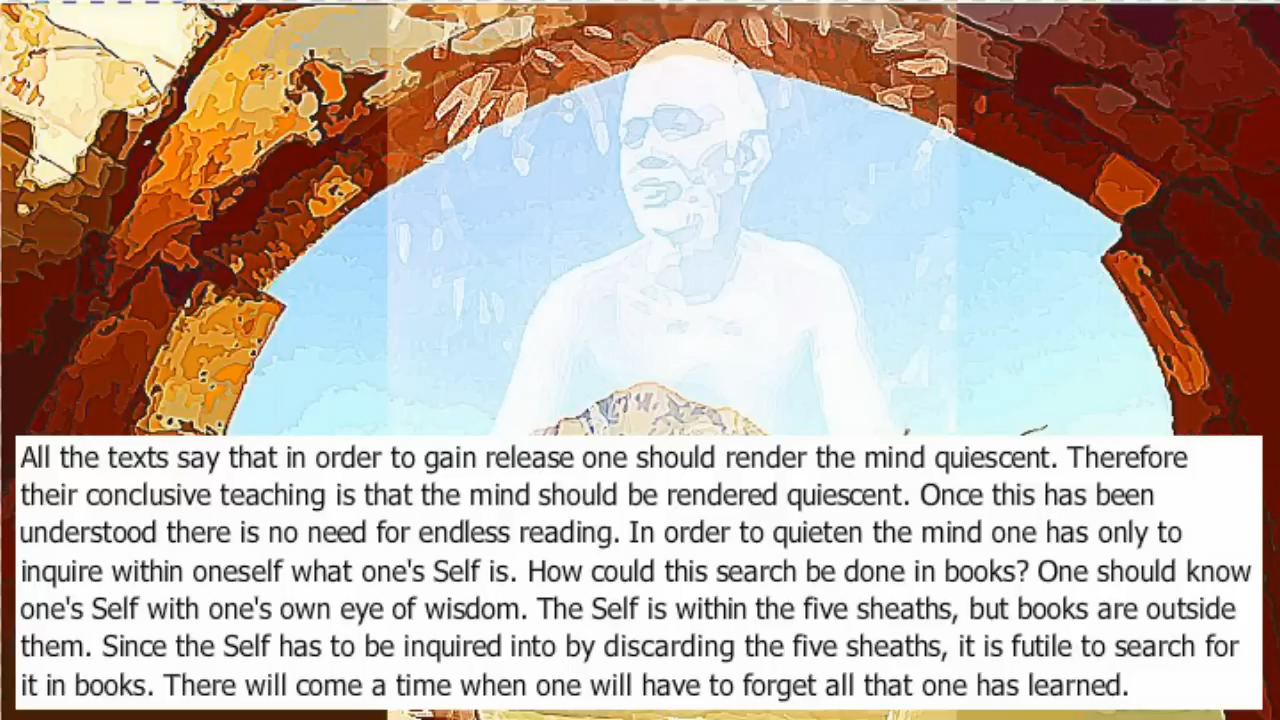 All the texts say that in order to gain release one should render the mind quiescent. Therefore
their conclusive teaching is that the mind should be rendered quiescent. Once this has been
understood there is no need for endless reading. In order to quieten the mind one has only to
inquire within oneself what one's Self is. How could this search be done in books? One should know
one's Self with one's own eye of wisdom. The Self is within the five sheaths, but books are outside
them. Since the Self has to be inquired into by discarding the five sheaths, it is futile to search for
it in books. There will come a time when one will have to forget all that one has learned.